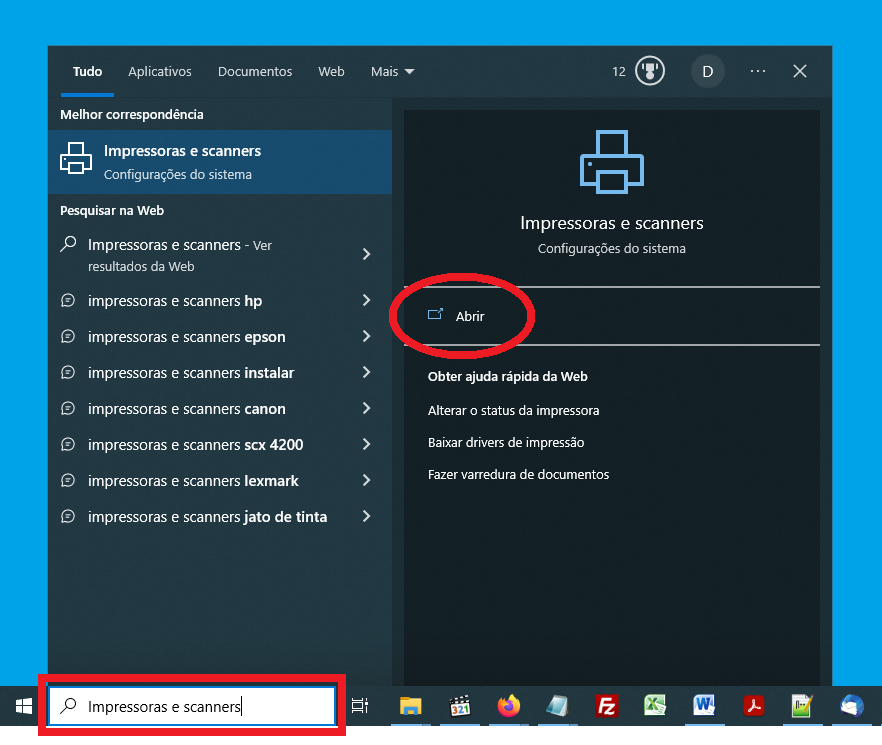 Tudo Aplicativos Documentos Web Mais 12 D ···
Melhor correspondência
Impressoras e scanners
Configurações do sistema
Pesquisar na Web
Impressoras e scanners - Ver
resultados da Web
impressoras e scanners hp
impressoras e scanners epson
impressoras e scanners instalar
impressoras e scanners canon
impressoras e scanners scx 4200
impressoras e scanners lexmark
impressoras e scanners jato de tinta
Impressoras e scanners
Configurações do sistema
Abrir
Obter ajuda rápida da Web
Alterar o status da impressora
Baixar drivers de impressão
Fazer varredura de documentos
Impressoras e scanners 321 Fz X W